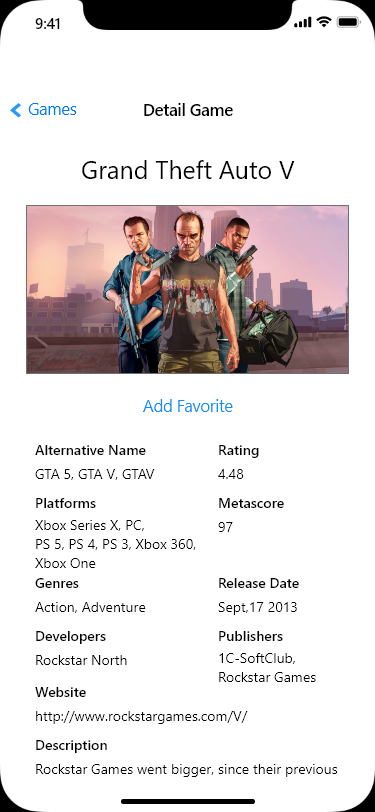 9:41
Games
Detail Game
Grand Theft Auto V
Add Favorite
Alternative Name
GTA 5, GTA V, GTAV
Rating
4.48
Platforms
Xbox Series X, PC,
PS 5, PS 4, PS 3, Xbox 360,
Xbox One
Metascore
97
Genres
Action, Adventure
Release Date
Sept,17 2013
Developers
Rockstar North
Publishers
1C-SoftClub,
Rockstar Games
Website
http://www.rockstargames.com/V/
Description
Rockstar Games went bigger, since their previous